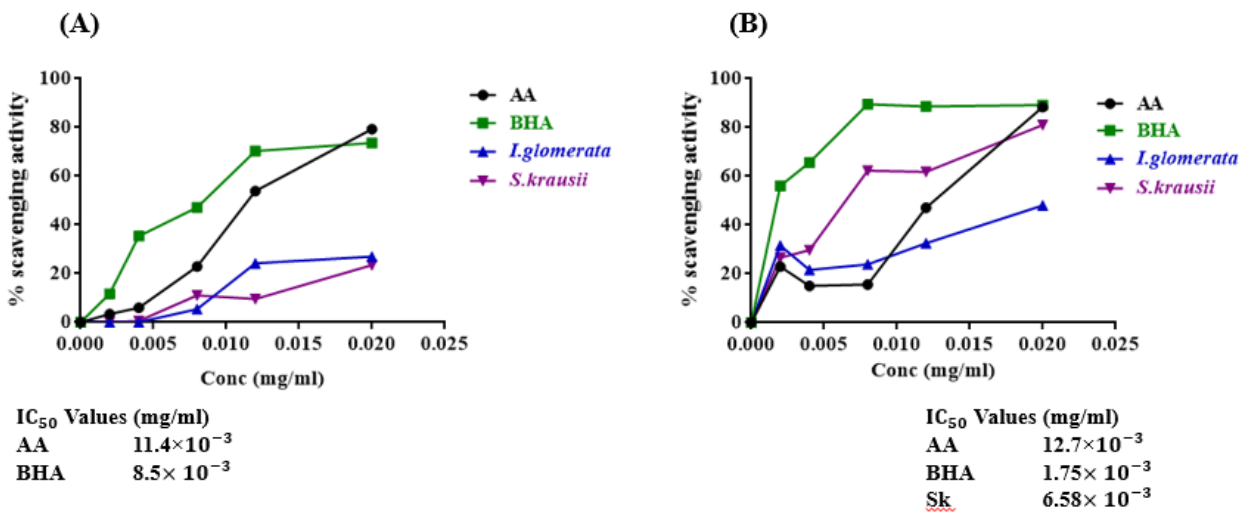 (A)
100
80
60
40
20
0
% scavenging activity
0.000 0.005 0.010 0.015 0.020 0.025
Conc (mg/ml)
AA
BHA
I.glomerata
S.krausii
IC₅₀ Values (mg/ml)
AA 11.4×10⁻³
BHA 8.5× 10⁻³
(B)
100
80
60
40
20
0
% scavenging activity
0.000 0.005 0.010 0.015 0.020 0.025
Conc (mg/ml)
AA
BHA
I.glomerata
S.krausii
IC₅₀ Values (mg/ml)
AA 12.7×10⁻³
BHA 1.75× 10⁻³
Sk 6.58× 10⁻³